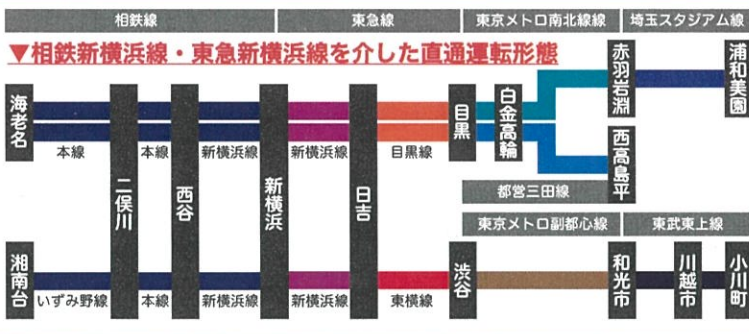 相鉄線 東急線 東京メトロ南北線線 埼玉スタジアム線
▼相鉄新横浜線・東急新横浜線を介した直通運転形態
海老名
本線
二俣川
本線
西谷
新横浜線
新横浜
新横浜線
日吉
目黒線
目黒
白金高輪
赤羽岩淵
浦和美園
西高島平
都営三田線
東京メトロ副都心線 東武東上線
湘南台
いずみ野線
本線
新横浜線
新横浜線
東横線
渋谷
和光市
川越市
小川町